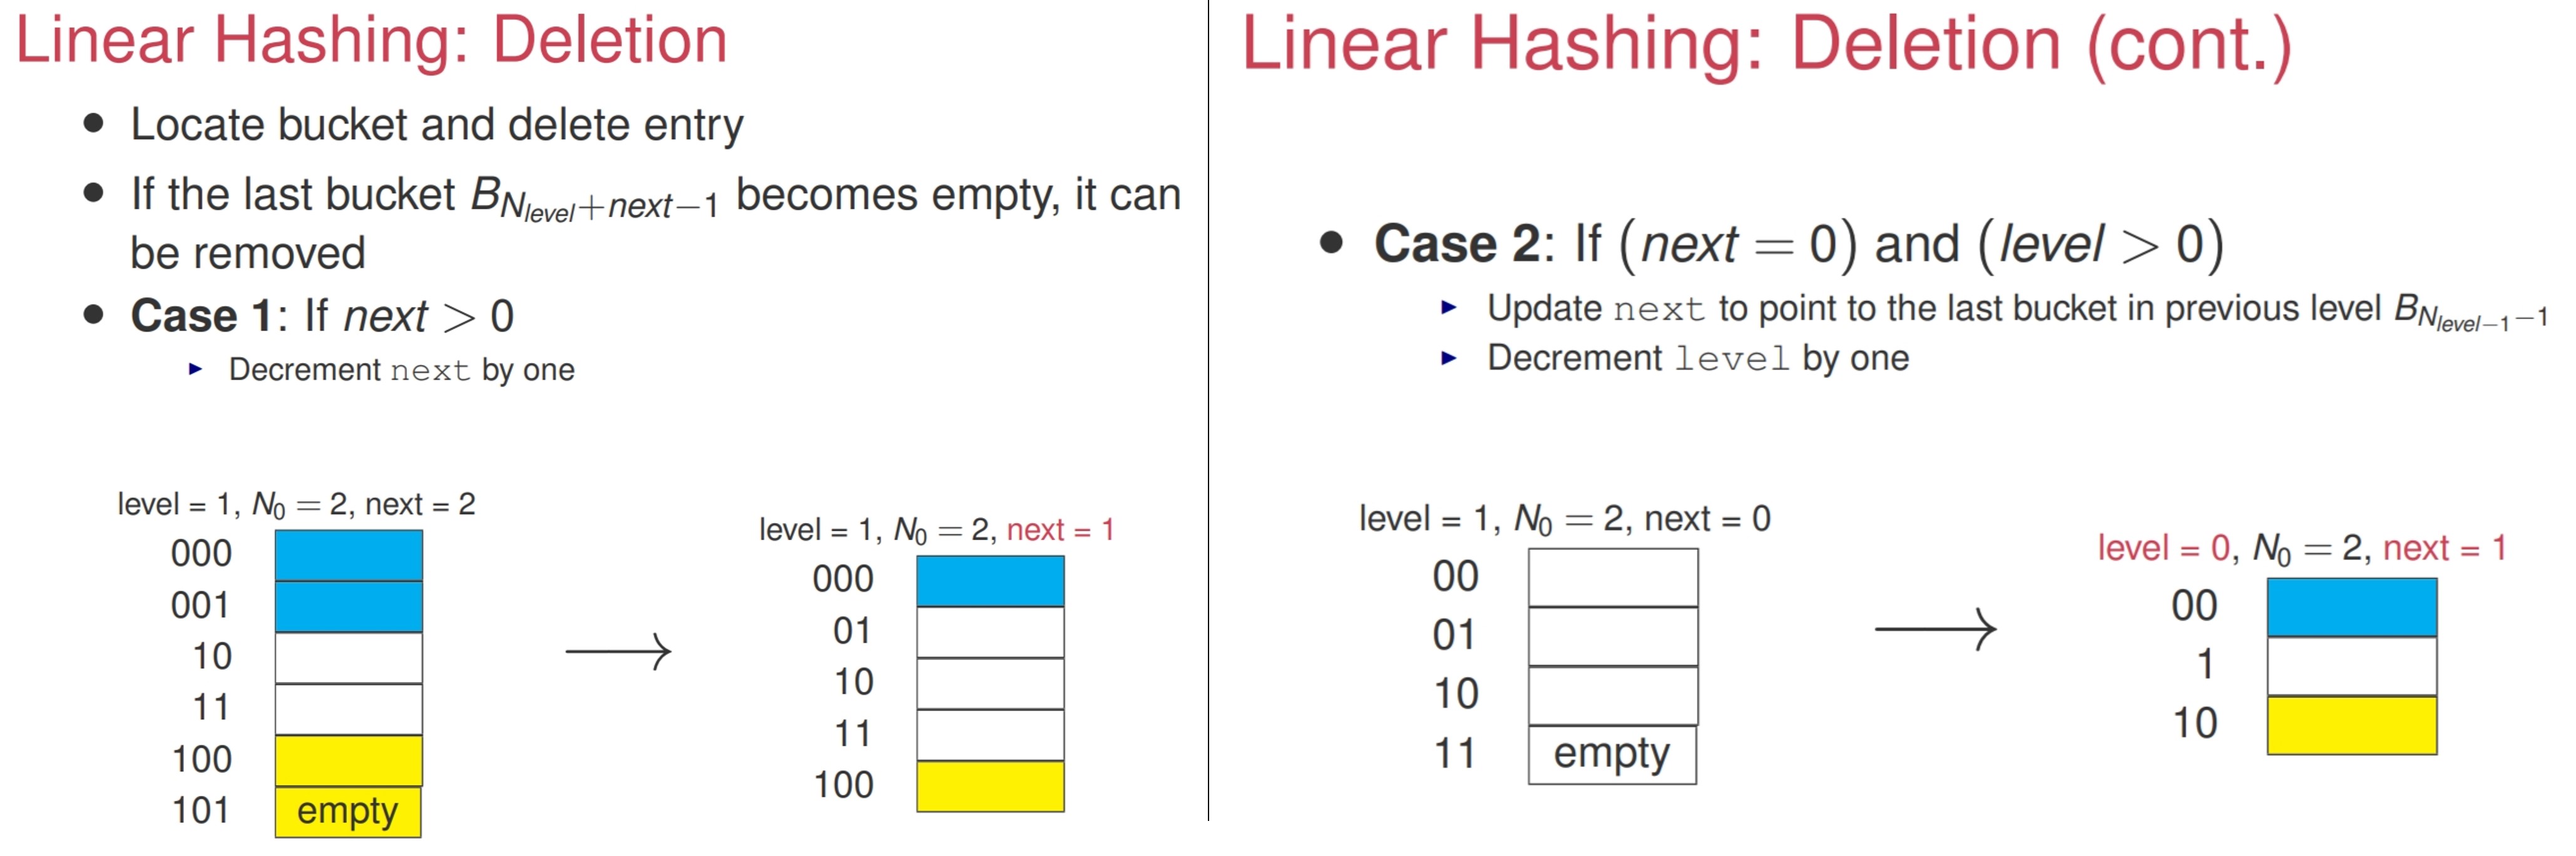 Linear Hashing: Deletion
● Locate bucket and delete entry
● If the last bucket B_{N_{level}+next−1} becomes empty, it can
be removed
● Case 1: If next > 0
► Decrement next by one
level = 1, N₀ = 2, next = 2
000
001
10
11
100
101 empty
⟶
level = 1, N₀ = 2, next = 1
000
01
10
11
100
Linear Hashing: Deletion (cont.)
● Case 2: If (next = 0) and (level > 0)
► Update next to point to the last bucket in previous level B_{N_{level−1}−1}
► Decrement level by one
level = 1, N₀ = 2, next = 0
00
01
10
11 empty
⟶
level = 0, N₀ = 2, next = 1
00
1
10